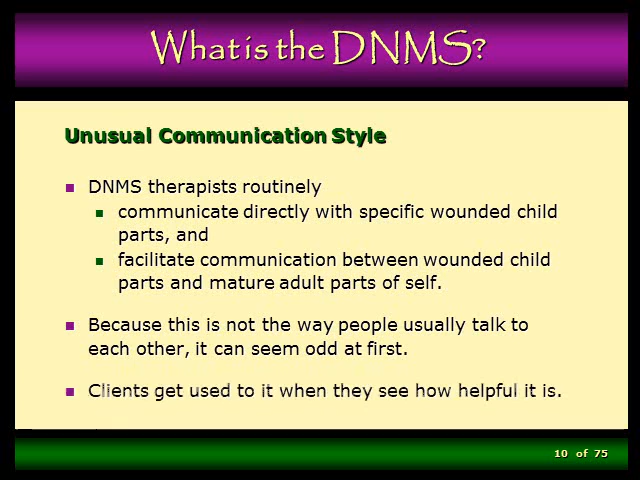 What is the DNMS?
Unusual Communication Style
DNMS therapists routinely
communicate directly with specific wounded child
parts, and
facilitate communication between wounded child
parts and mature adult parts of self.
Because this is not the way people usually talk to
each other, it can seem odd at first.
Clients get used to it when they see how helpful it is.
10 of 75